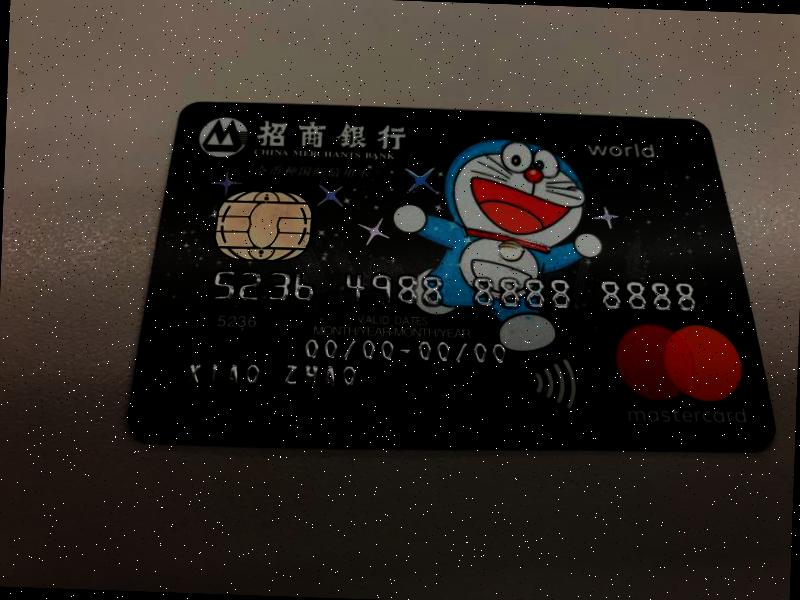 招商银行
CHINA MERCHANTS BANK
world
5236 4988 8888 8888
5236
VALID DATES
MONTH/YEAR MONTH/YEAR
00/00-00/00
mastercard